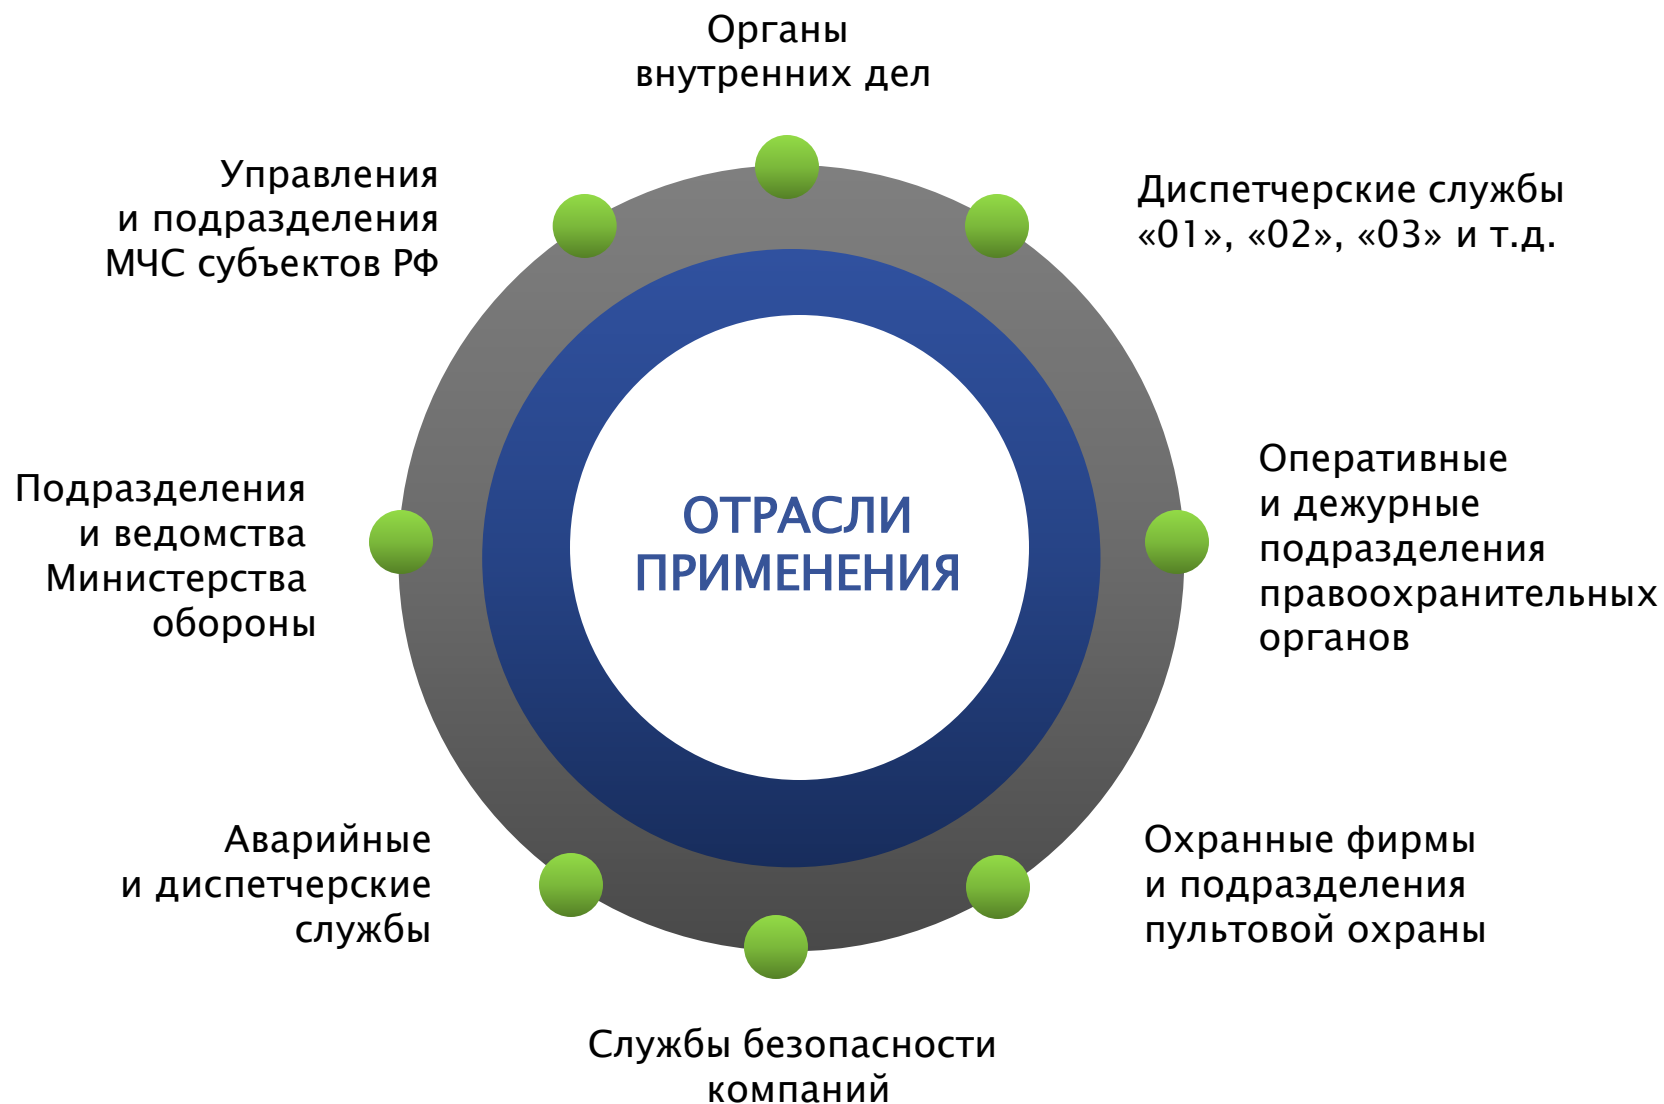 Органы
внутренних дел
Управления
и подразделения
МЧС субъектов РФ
Диспетчерские службы
«01», «02», «03» и т.д.
Подразделения
и ведомства
Министерства
обороны
ОТРАСЛИ
ПРИМЕНЕНИЯ
Оперативные
и дежурные
подразделения
правоохранительных
органов
Аварийные
и диспетчерские
службы
Охранные фирмы
и подразделения
пультовой охраны
Службы безопасности
компаний